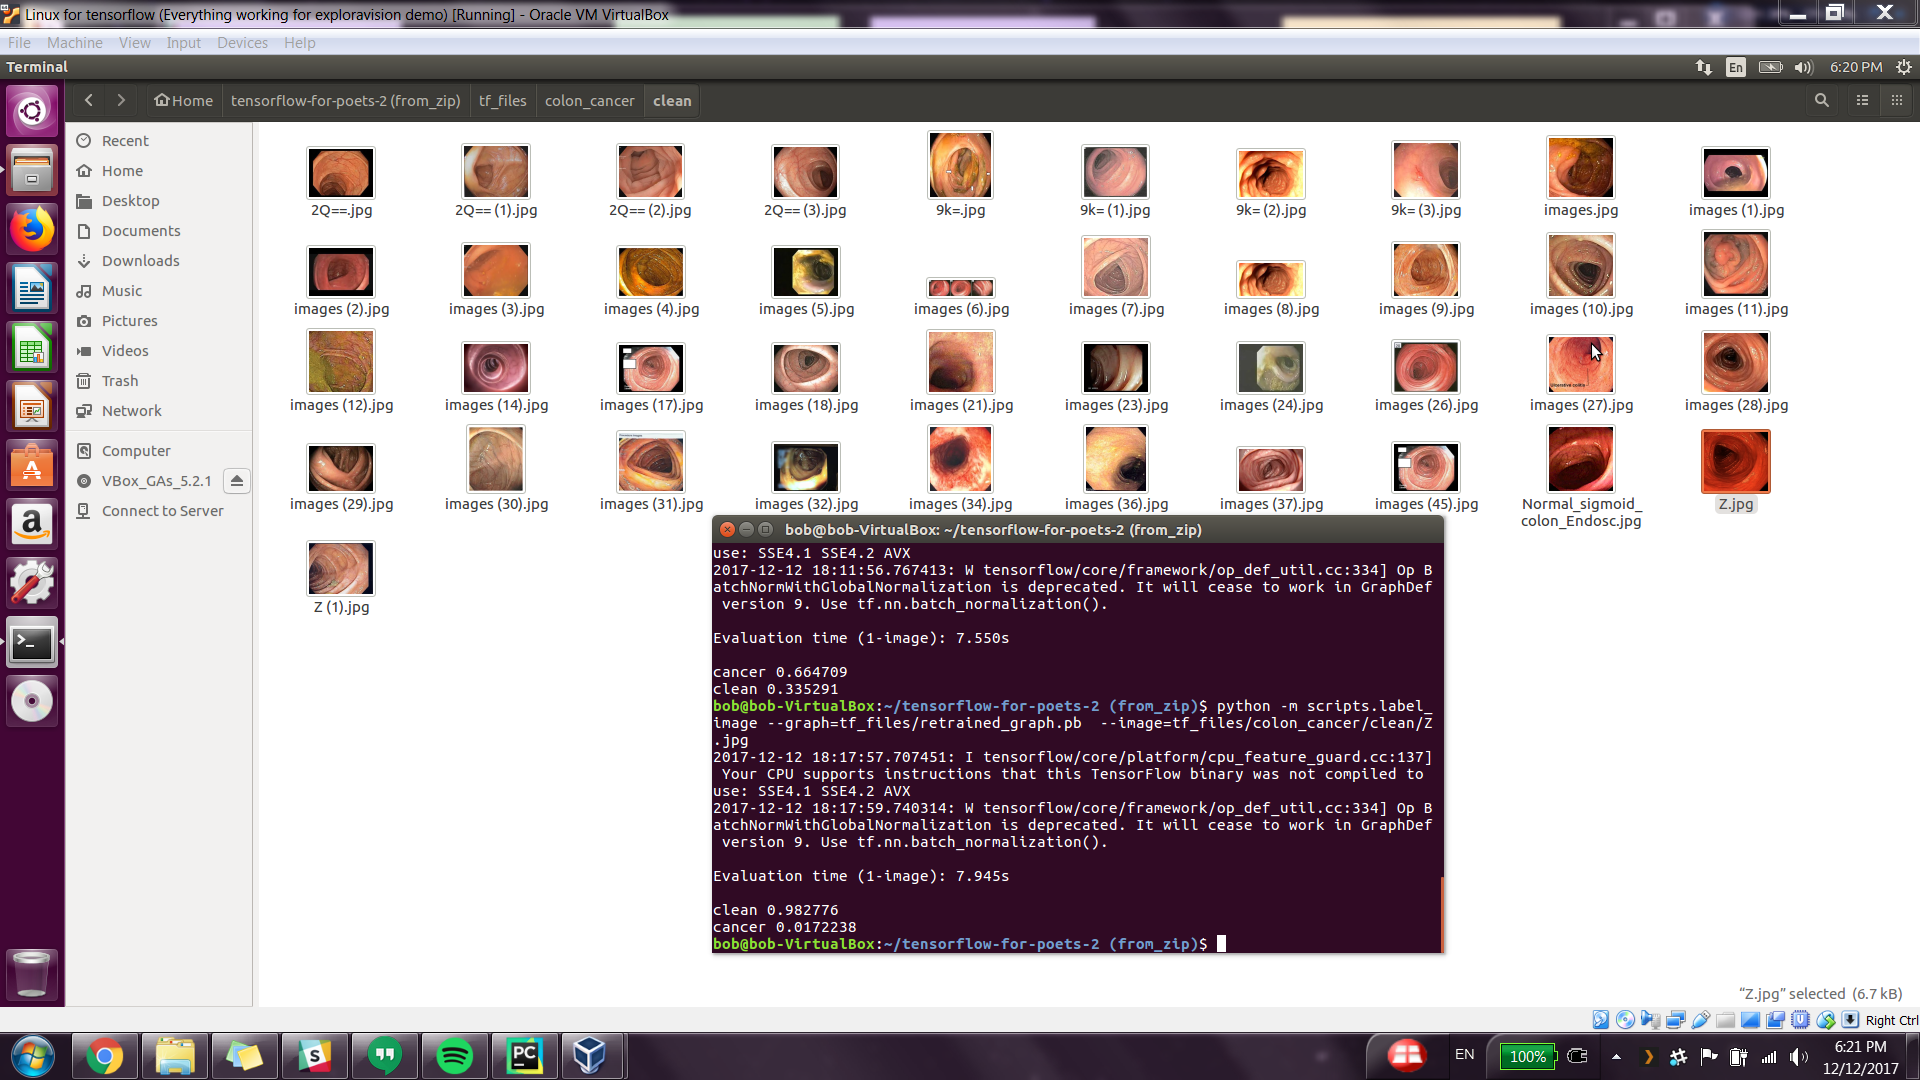 Linux for tensorflow (Everything working for exploravision demo) [Running] - Oracle VM VirtualBox
File Machine View Input Devices Help
Terminal
En
6:20 PM
Home
tensorflow-for-poets-2 (from_zip)
tf_files
colon_cancer
clean
Recent
Home
Desktop
Documents
Downloads
Music
Pictures
Videos
Trash
Network
Computer
VBox_GAs_5.2.1
Connect to Server
2Q==.jpg
2Q== (1).jpg
2Q== (2).jpg
2Q== (3).jpg
9k=.jpg
9k= (1).jpg
9k= (2).jpg
9k= (3).jpg
images.jpg
images (1).jpg
images (2).jpg
images (3).jpg
images (4).jpg
images (5).jpg
images (6).jpg
images (7).jpg
images (8).jpg
images (9).jpg
images (10).jpg
images (11).jpg
images (12).jpg
images (14).jpg
images (17).jpg
images (18).jpg
images (21).jpg
images (23).jpg
images (24).jpg
images (26).jpg
images (27).jpg
images (28).jpg
images (29).jpg
images (30).jpg
images (31).jpg
images (32).jpg
images (34).jpg
images (36).jpg
images (37).jpg
images (45).jpg
Normal_sigmoid_
colon_Endosc.jpg
Z.jpg
Z (1).jpg
bob@bob-VirtualBox: ~/tensorflow-for-poets-2 (from_zip)
use: SSE4.1 SSE4.2 AVX
2017-12-12 18:11:56.767413: W tensorflow/core/framework/op_def_util.cc:334] Op B
atchNormWithGlobalNormalization is deprecated. It will cease to work in GraphDef
version 9. Use tf.nn.batch_normalization().
Evaluation time (1-image): 7.550s
cancer 0.664709
clean 0.335291
bob@bob-VirtualBox:~/tensorflow-for-poets-2 (from_zip)$ python -m scripts.label_
image --graph=tf_files/retrained_graph.pb  --image=tf_files/colon_cancer/clean/Z
.jpg
2017-12-12 18:17:57.707451: I tensorflow/core/platform/cpu_feature_guard.cc:137]
Your CPU supports instructions that this TensorFlow binary was not compiled to
use: SSE4.1 SSE4.2 AVX
2017-12-12 18:17:59.740314: W tensorflow/core/framework/op_def_util.cc:334] Op B
atchNormWithGlobalNormalization is deprecated. It will cease to work in GraphDef
version 9. Use tf.nn.batch_normalization().
Evaluation time (1-image): 7.945s
clean 0.982776
cancer 0.0172238
bob@bob-VirtualBox:~/tensorflow-for-poets-2 (from_zip)$
"Z.jpg" selected (6.7 kB)
Right Ctrl
EN
100%
6:21 PM
12/12/2017